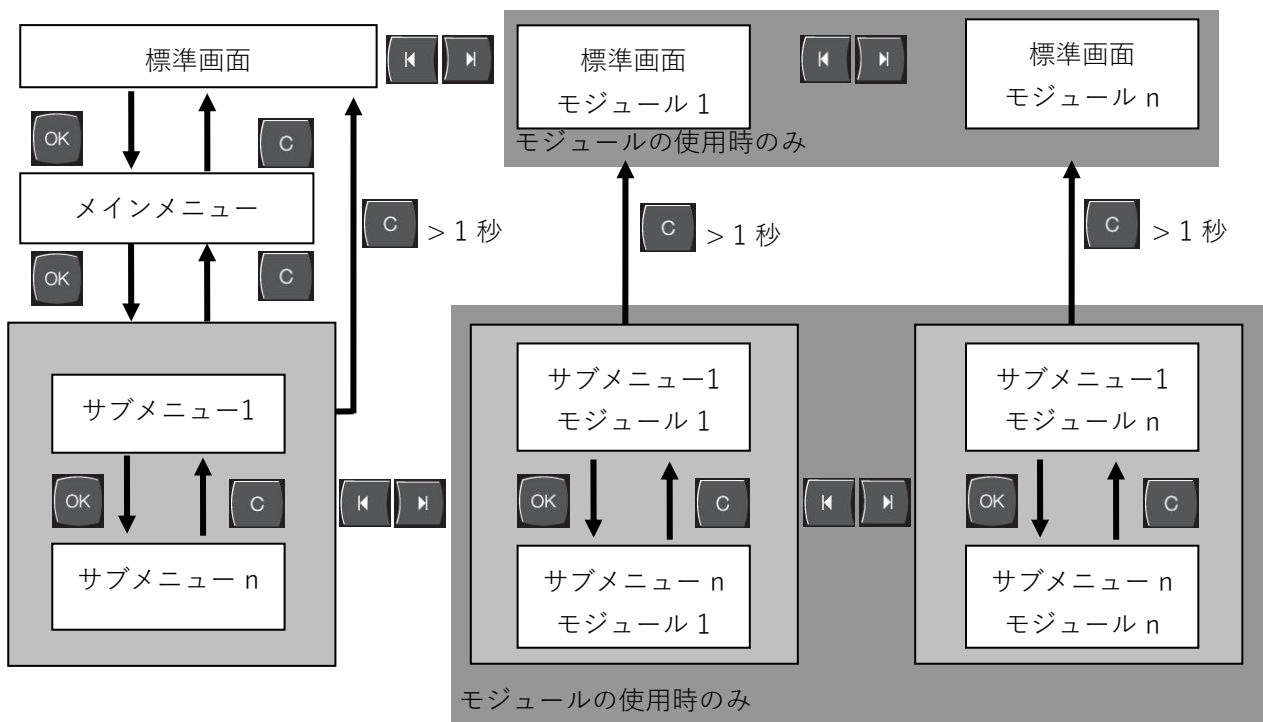 標準画面
標準画面
モジュール 1
標準画面
モジュール n
モジュールの使用時のみ
OK
C
メインメニュー
C > 1 秒
C > 1 秒
C > 1 秒
OK
C
サブメニュー1
OK
C
サブメニュー n
サブメニュー1
モジュール 1
OK
C
サブメニュー n
モジュール 1
サブメニュー1
モジュール n
OK
C
サブメニュー n
モジュール n
モジュールの使用時のみ